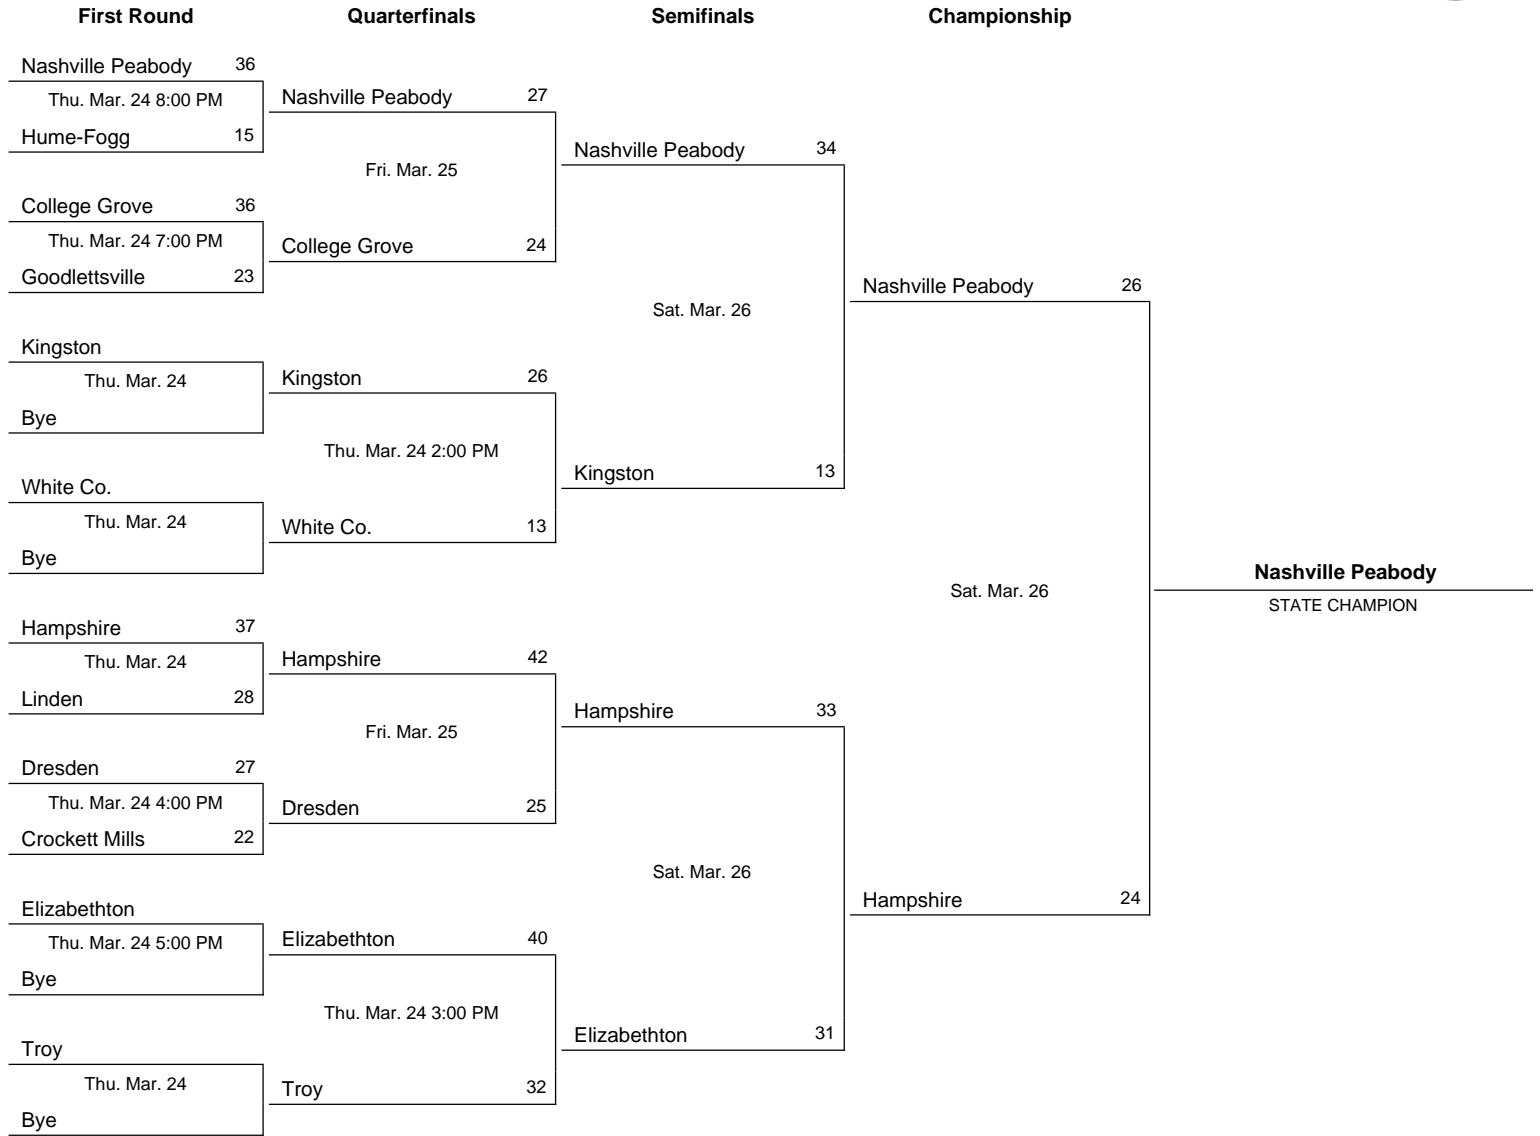 First Round
Quarterfinals
Semifinals
Championship
Nashville Peabody 36
Thu. Mar. 24 8:00 PM
Hume-Fogg 15
College Grove 36
Thu. Mar. 24 7:00 PM
Goodlettsville 23
Kingston
Thu. Mar. 24
Bye
White Co.
Thu. Mar. 24
Bye
Hampshire 37
Thu. Mar. 24
Linden 28
Dresden 27
Thu. Mar. 24 4:00 PM
Crockett Mills 22
Elizabethton
Thu. Mar. 24 5:00 PM
Bye
Troy
Thu. Mar. 24
Bye
Nashville Peabody 27
Fri. Mar. 25
College Grove 24
Kingston 26
Thu. Mar. 24 2:00 PM
White Co. 13
Hampshire 42
Fri. Mar. 25
Dresden 25
Elizabethton 40
Thu. Mar. 24 3:00 PM
Troy 32
Nashville Peabody 34
Sat. Mar. 26
Kingston 13
Hampshire 33
Sat. Mar. 26
Elizabethton 31
Nashville Peabody 26
Sat. Mar. 26
Hampshire 24
Nashville Peabody
STATE CHAMPION